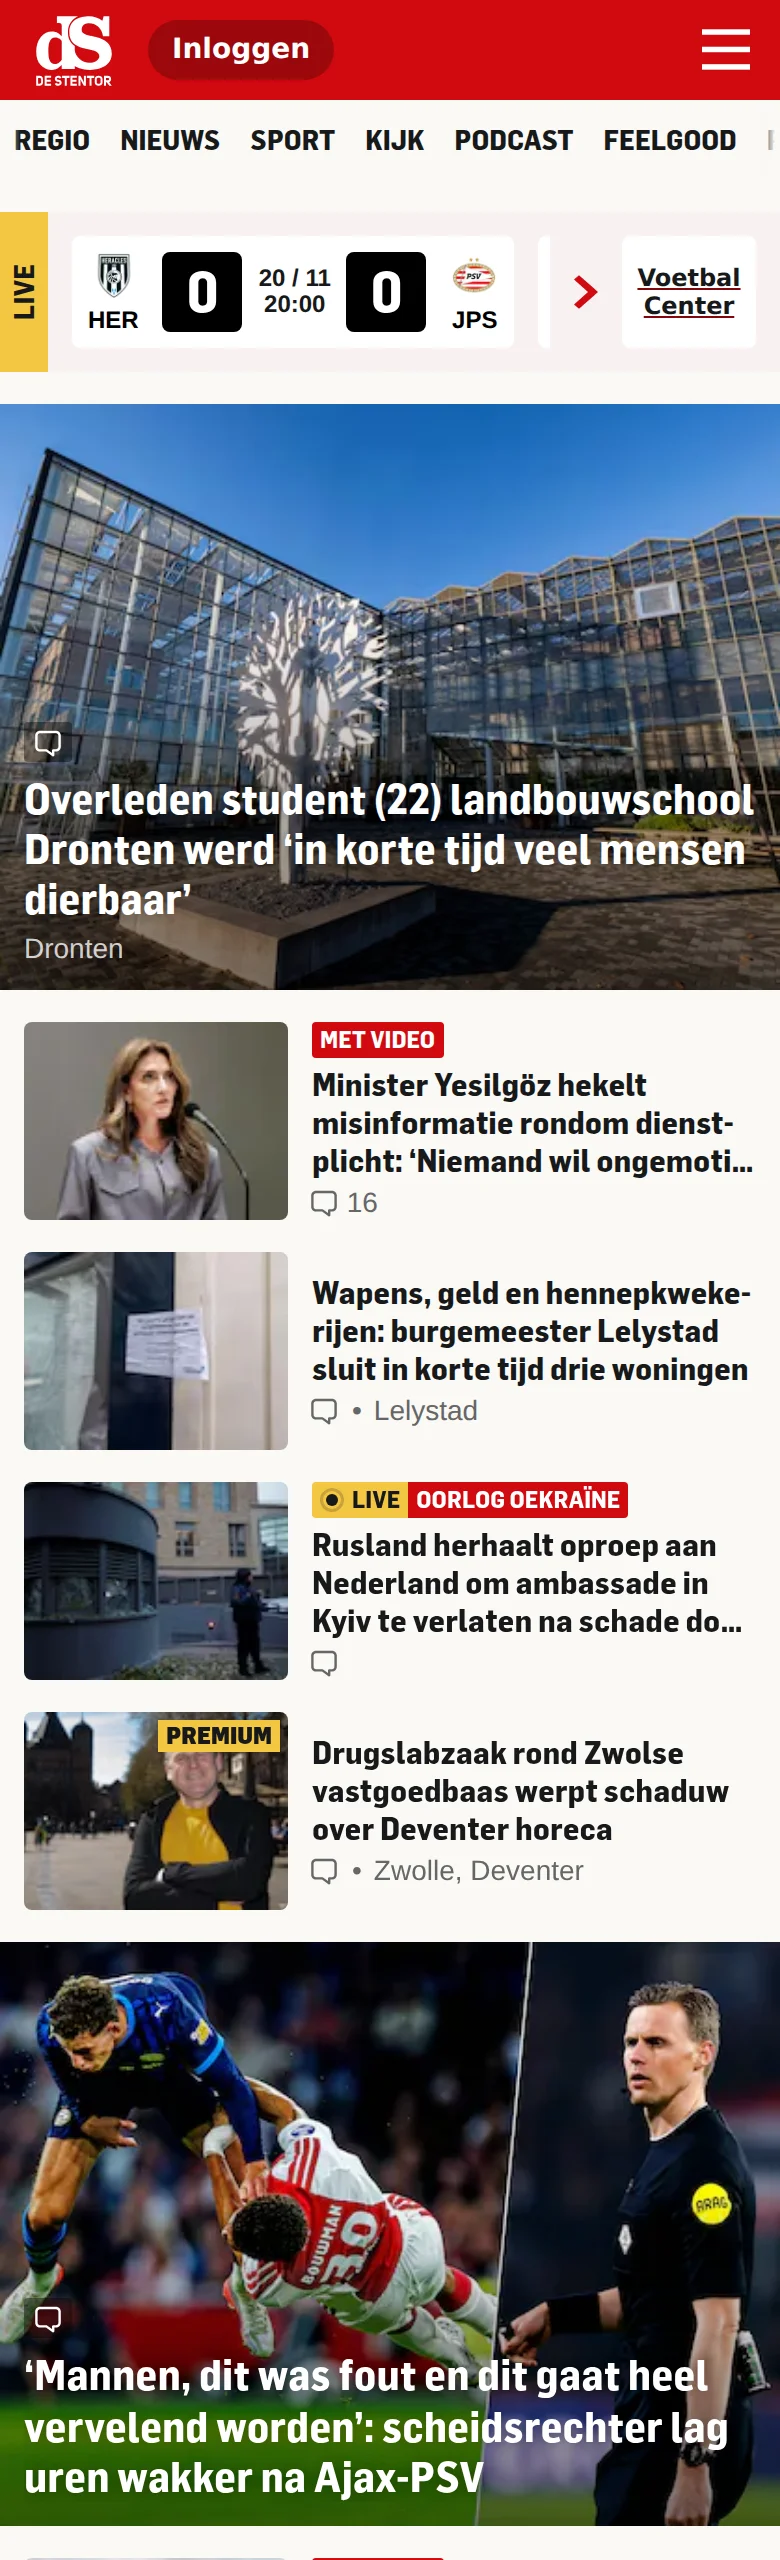 dS
DE STENTOR
Inloggen
REGIO NIEUWS SPORT KIJK PODCAST FEELGOOD
LIVE
HERACLES
HER
0
20 / 11
20:00
0
PSV
JPS
Voetbal
Center
Overleden student (22) landbouwschool
Dronten werd ‘in korte tijd veel mensen
dierbaar’
Dronten
MET VIDEO
Minister Yesilgöz hekelt
misinformatie rondom dienst-
plicht: ‘Niemand wil ongemoti...
16
Wapens, geld en hennepkweke-
rijen: burgemeester Lelystad
sluit in korte tijd drie woningen
• Lelystad
LIVE OORLOG OEKRAÏNE
Rusland herhaalt oproep aan
Nederland om ambassade in
Kyiv te verlaten na schade do...
PREMIUM
Drugslabzaak rond Zwolse
vastgoedbaas werpt schaduw
over Deventer horeca
• Zwolle, Deventer
BOUWMAN
30
ARAG
‘Mannen, dit was fout en dit gaat heel
vervelend worden’: scheidsrechter lag
uren wakker na Ajax-PSV